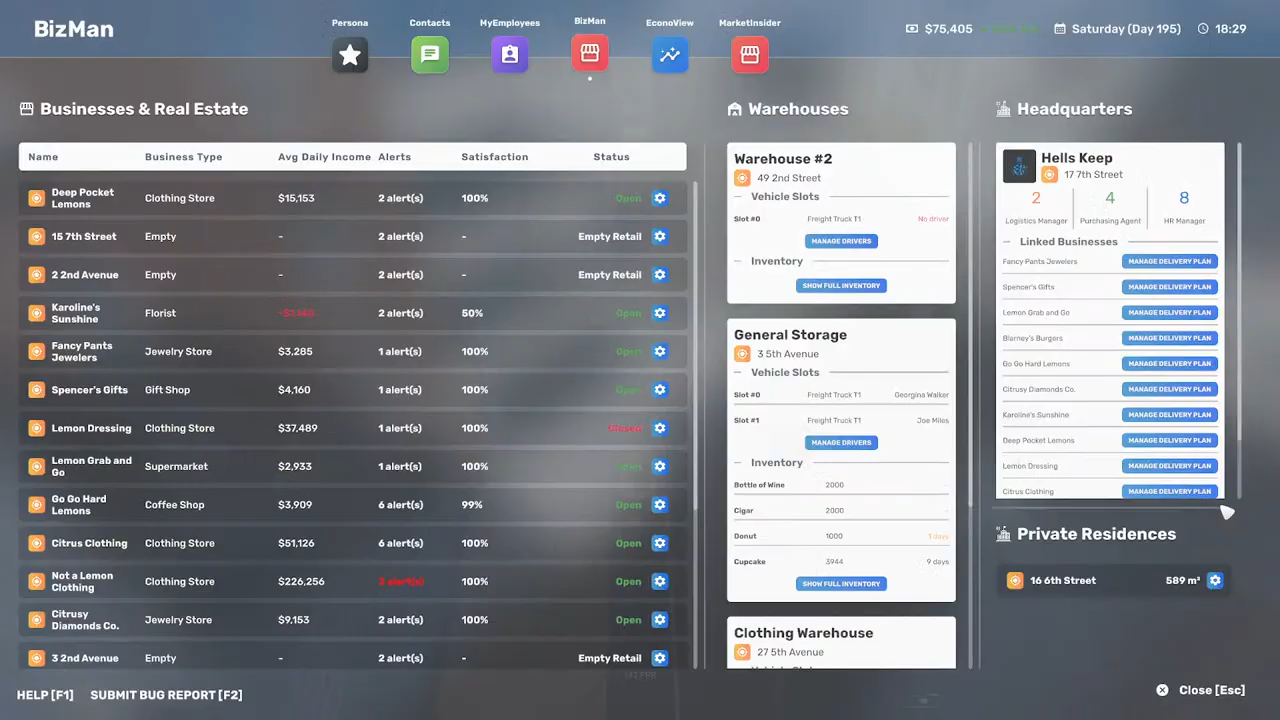 BizMan
Persona
Contacts
MyEmployees
BizMan
EconoView
MarketInsider
$75,405
Saturday (Day 195)
18:29
Businesses & Real Estate
Name Business Type Avg Daily Income Alerts Satisfaction Status
Deep Pocket
Lemons
Clothing Store $15,153 2 alert(s) 100% Open
15 7th Street Empty - 2 alert(s) - Empty Retail
2 2nd Avenue Empty - 2 alert(s) - Empty Retail
Karoline's
Sunshine
Florist 2 alert(s) 50% Open
Fancy Pants
Jewelers
Jewelry Store $3,285 1 alert(s) 100% Open
Spencer's Gifts Gift Shop $4,160 1 alert(s) 100% Open
Lemon Dressing Clothing Store $37,489 1 alert(s) 100% Closed
Lemon Grab and
Go
Supermarket $2,933 1 alert(s) 100% Open
Go Go Hard
Lemons
Coffee Shop $3,909 6 alert(s) 99% Open
Citrus Clothing Clothing Store 6 alert(s) 100% Open
Not a Lemon
Clothing
Clothing Store $226,256 100% Open
Citrusy
Diamonds Co.
Jewelry Store $9,153 2 alert(s) 100% Open
3 2nd Avenue Empty - 2 alert(s) - Empty Retail
Warehouses
Warehouse #2
49 2nd Street
Vehicle Slots
Slot #0 Freight Truck T1 No driver
MANAGE DRIVERS
Inventory
SHOW FULL INVENTORY
General Storage
3 5th Avenue
Vehicle Slots
Slot #0 Freight Truck T1 Georgina Walker
Slot #1 Freight Truck T1 Joe Miles
MANAGE DRIVERS
Inventory
Bottle of Wine 2000 -
Cigar 2000 -
Donut 1000 1 days
Cupcake 3944 9 days
SHOW FULL INVENTORY
Clothing Warehouse
27 5th Avenue
Headquarters
Hells Keep
17 7th Street
2 4 8
Logistics Manager Purchasing Agent HR Manager
Linked Businesses
Fancy Pants Jewelers MANAGE DELIVERY PLAN
Spencer's Gifts MANAGE DELIVERY PLAN
Lemon Grab and Go MANAGE DELIVERY PLAN
Blarney's Burgers MANAGE DELIVERY PLAN
Go Go Hard Lemons MANAGE DELIVERY PLAN
Citrusy Diamonds Co. MANAGE DELIVERY PLAN
Karoline's Sunshine MANAGE DELIVERY PLAN
Deep Pocket Lemons MANAGE DELIVERY PLAN
Lemon Dressing MANAGE DELIVERY PLAN
Citrus Clothing MANAGE DELIVERY PLAN
Private Residences
16 6th Street 589 m²
HELP [F1] SUBMIT BUG REPORT [F2]
Close [Esc]